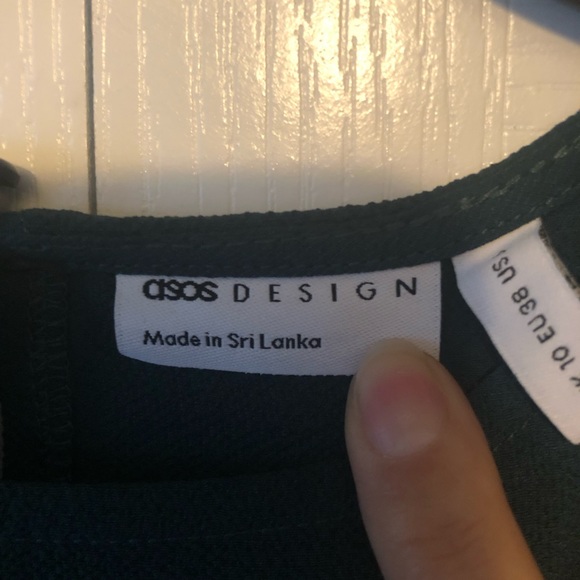 asos DESIGN
Made in Sri Lanka
10 EU38 US